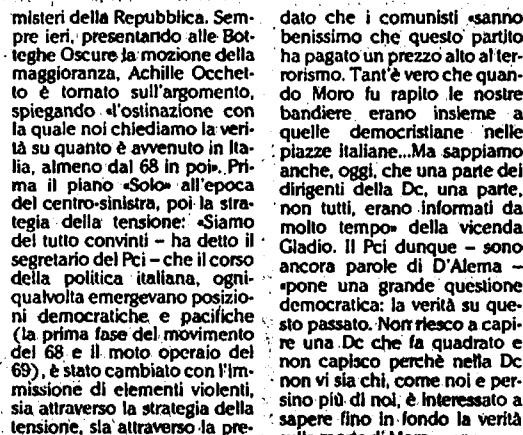 misteri della Repubblica. Sem-
pre ieri, presentando alle Bot-
teghe Oscure la mozione della
maggioranza, Achille Occhet-
to è tornato sull'argomento,
spiegando «l'ostinazione con
la quale noi chiediamo la veri-
tà su quanto è avvenuto in Ita-
lia, almeno dal 68 in poi». Pri-
ma il piano «Solo» all'epoca
del centro-sinistra, poi la stra-
tegia della tensione: «Siamo
del tutto convinti – ha detto il
segretario del Pci – che il corso
della politica italiana, ogni-
qualvolta emergevano posizio-
ni democratiche e pacifiche
(la prima fase del movimento
del 68 e il moto operaio del
69), è stato cambiato con l'im-
missione di elementi violenti,
sia attraverso la strategia della
tensione, sia attraverso la pre-
dato che i comunisti «sanno
benissimo che questo partito
ha pagato un prezzo alto al ter-
rorismo. Tant'è vero che quan-
do Moro fu rapito le nostre
bandiere erano insieme a
quelle democristiane nelle
piazze italiane...Ma sappiamo
anche, oggi, che una parte dei
dirigenti della Dc, una parte,
non tutti, erano informati da
molto tempo» della vicenda
Gladio. Il Pci dunque – sono
ancora parole di D'Alema –
«pone una grande questione
democratica: la verità su que-
sto passato. Non riesco a capi-
re una Dc che fa quadrato e
non capisco perchè nella Dc
non vi sia chi, come noi e per-
sino più di noi, è interessato a
sapere fino in fondo la verità